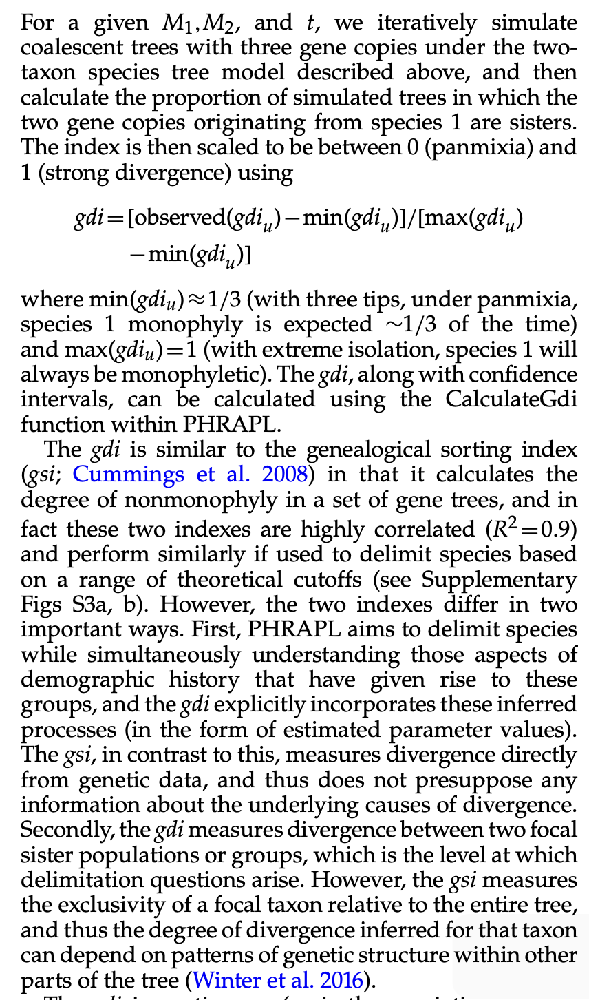 For a given M₁,M₂, and t, we iteratively simulate
coalescent trees with three gene copies under the two-
taxon species tree model described above, and then
calculate the proportion of simulated trees in which the
two gene copies originating from species 1 are sisters.
The index is then scaled to be between 0 (panmixia) and
1 (strong divergence) using
gdi=[observed(gdiᵤ)−min(gdiᵤ)]/[max(gdiᵤ)
−min(gdiᵤ)]
where min(gdiᵤ)≈1/3 (with three tips, under panmixia,
species 1 monophyly is expected ~1/3 of the time)
and max(gdiᵤ)=1 (with extreme isolation, species 1 will
always be monophyletic). The gdi, along with confidence
intervals, can be calculated using the CalculateGdi
function within PHRAPL.
The gdi is similar to the genealogical sorting index
(gsi; Cummings et al. 2008) in that it calculates the
degree of nonmonophyly in a set of gene trees, and in
fact these two indexes are highly correlated (R²=0.9)
and perform similarly if used to delimit species based
on a range of theoretical cutoffs (see Supplementary
Figs S3a, b). However, the two indexes differ in two
important ways. First, PHRAPL aims to delimit species
while simultaneously understanding those aspects of
demographic history that have given rise to these
groups, and the gdi explicitly incorporates these inferred
processes (in the form of estimated parameter values).
The gsi, in contrast to this, measures divergence directly
from genetic data, and thus does not presuppose any
information about the underlying causes of divergence.
Secondly, the gdi measures divergence between two focal
sister populations or groups, which is the level at which
delimitation questions arise. However, the gsi measures
the exclusivity of a focal taxon relative to the entire tree,
and thus the degree of divergence inferred for that taxon
can depend on patterns of genetic structure within other
parts of the tree (Winter et al. 2016).